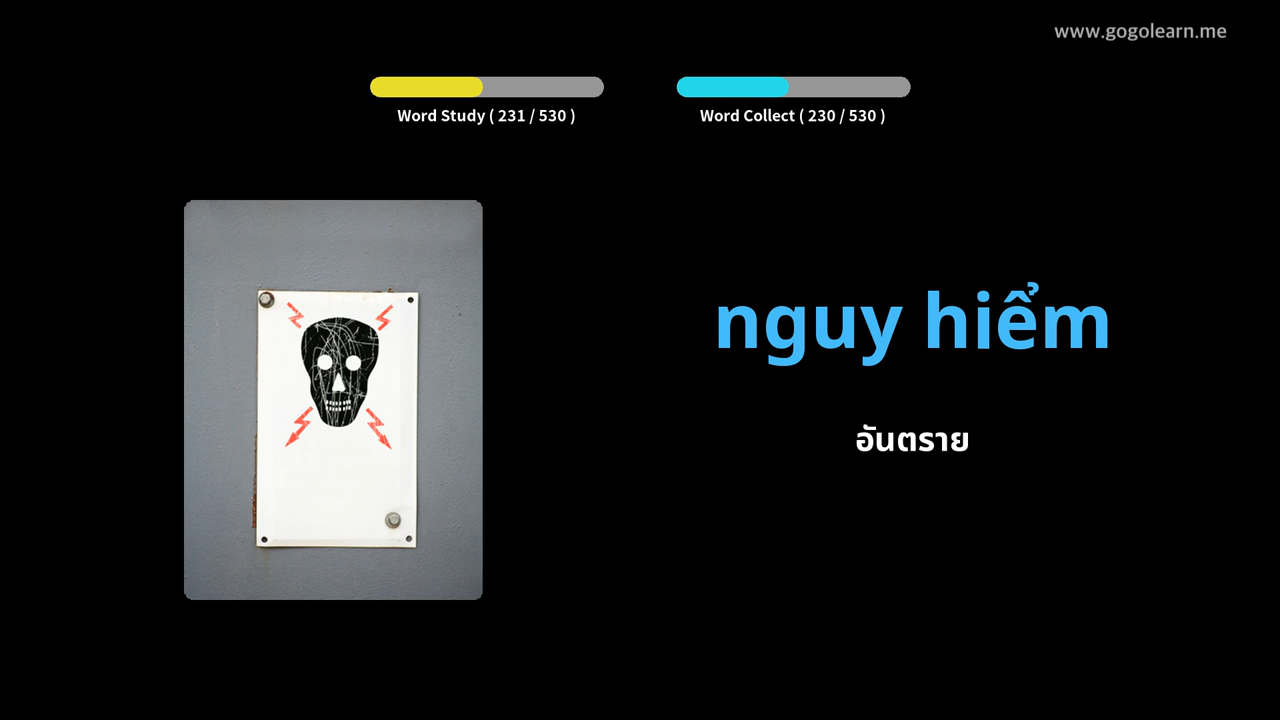 www.gogolearn.me
Word Study ( 231 / 530 )
Word Collect ( 230 / 530 )
nguy hiểm
อันตราย